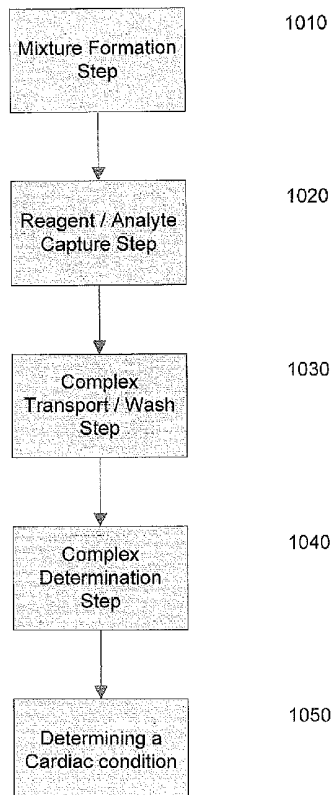 1010
Mixture Formation
Step
1020
Reagent / Analyte
Capture Step
1030
Complex
Transport / Wash
Step
1040
Complex
Determination
Step
1050
Determining a
Cardiac condition